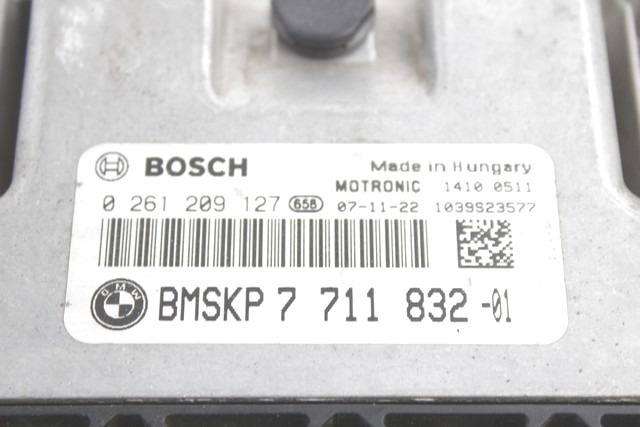 BOSCH Made in Hungary
MOTRONIC 1410 0511
0 261 209 127 658 07-11-22 1039S23577
BMW BMSKP 7 711 832 -01